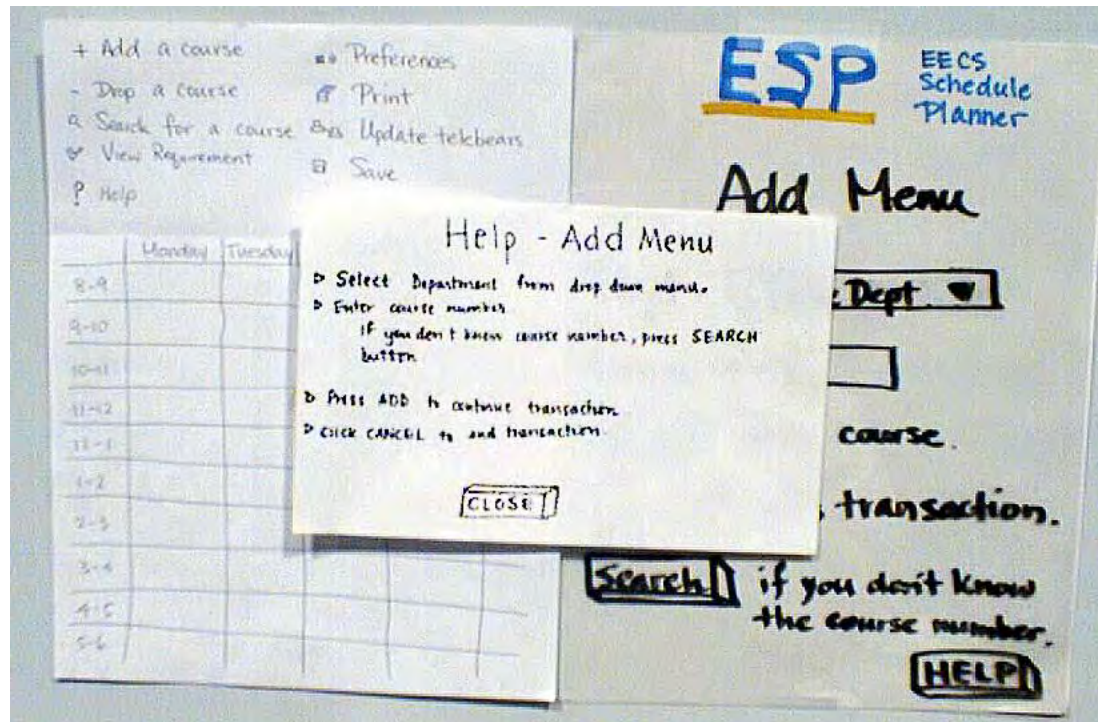 + Add a course
- Drop a course
Search for a course
View Requirement
? Help
Preferences
Print
Update telebears
Save
Monday Tuesday
8-9
9-10
10-11
11-12
12-1
1-2
2-3
3-4
4-5
5-6
Help - Add Menu
Select Department from drop down menu.
Enter course number
If you don't know course number, press SEARCH
button
Press ADD to continue transaction.
Click CANCEL to end transaction.
CLOSE
ESP
EECS
Schedule
Planner
Add Menu
Dept. ▼
course.
transaction.
Search if you don't know
the course number.
HELP